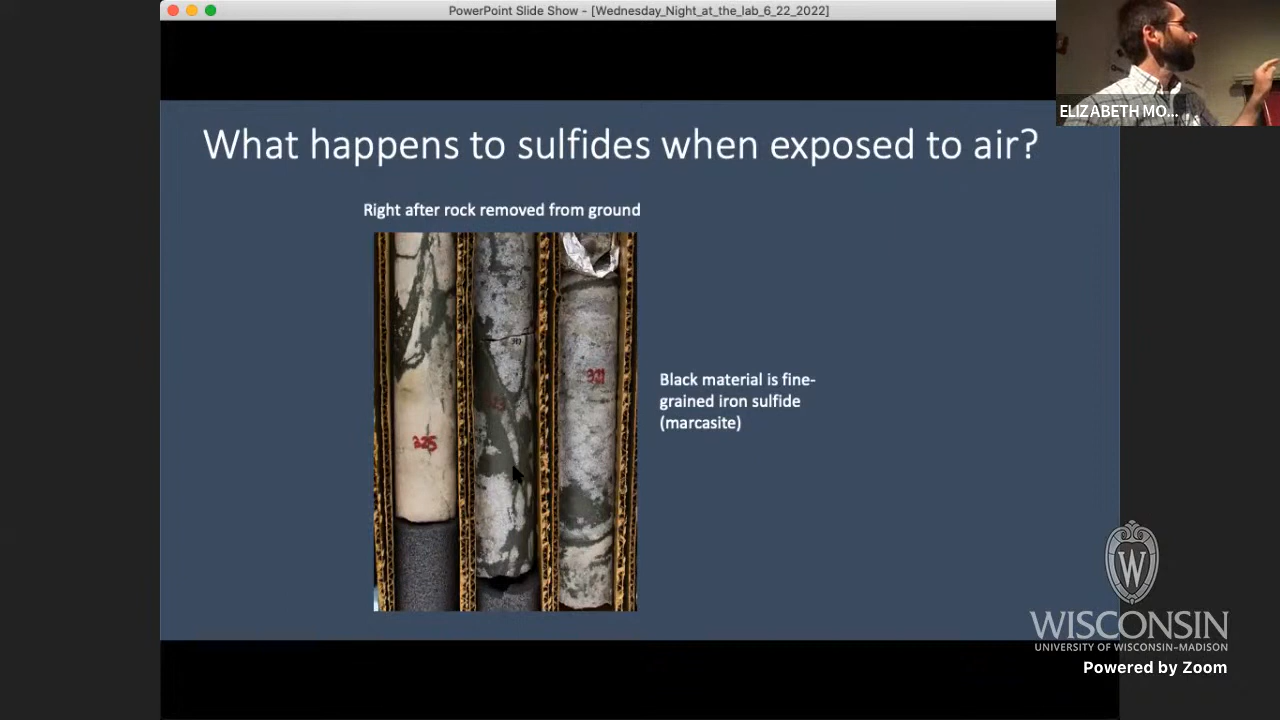 PowerPoint Slide Show - [Wednesday_Night_at_the_lab_6_22_2022]
ELIZABETH MO...
What happens to sulfides when exposed to air?
Right after rock removed from ground
325
321
Black material is fine-
grained iron sulfide
(marcasite)
W
WISCONSIN
UNIVERSITY OF WISCONSIN–MADISON
Powered by Zoom